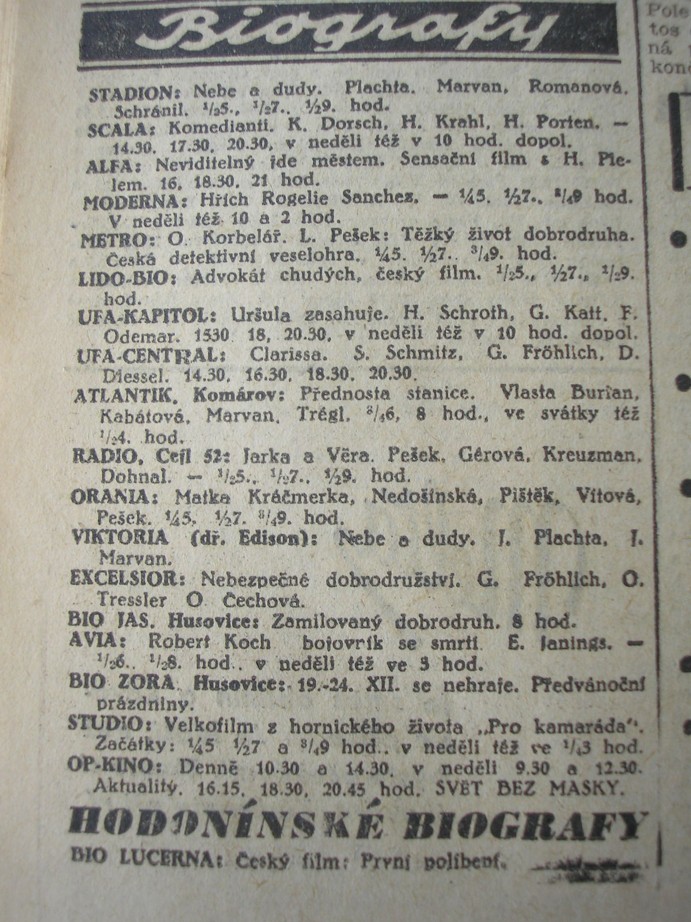 Biografy
STADION: Nebe a dudy. Plachta, Marvan, Romanová,
Schránil. ½5., ½7., ½9. hod.
SCALA: Komedianti. K. Dorsch, H. Krahl, H. Porten. —
14.30, 17.30, 20.30, v neděli též v 10 hod. dopol.
ALFA: Neviditelný jde městem. Sensační film s H. Pie-
lem. 16, 18.30, 21 hod.
MODERNA: Hřích Rogelie Sanchez. — ¼5, ½7., ¾9 hod.
V neděli též 10 a 2 hod.
METRO: O. Korbelář, L. Pešek: Těžký život dobrodruha.
Česká detektivní veselohra. ¼5, ½7., ¾9. hod.
LIDO-BIO: Advokát chudých, český film. ½5., ½7., ½9.
hod.
UFA-KAPITOL: Uršula zasahuje. H. Schroth, G. Katt, F.
Odemar. 1530 18, 20.30, v neděli též v 10 hod. dopol.
UFA-CENTRAL: Clarissa. S. Schmitz, G. Fröhlich, D.
Diessel. 14.30, 16.30, 18.30, 20.30.
ATLANTIK, Komárov: Přednosta stanice. Vlasta Burian,
Kabátová, Marvan, Trégl. ¾6, 8 hod., ve svátky též
½4. hod.
RADIO, Cejl 52: Jarka a Věra. Pešek, Gérová, Kreuzman,
Dohnal. — ½5., ½7., ½9. hod.
ORANIA: Matka Kráčmerka, Nedošínská, Pištěk, Vítová,
Pešek. ¼5, ½7. ¾9. hod.
VIKTORIA (dř. Edison): Nebe a dudy. J. Plachta, J.
Marvan.
EXCELSIOR: Nebezpečné dobrodružství. G. Fröhlich, O.
Tressler O Čechová.
BIO JAS, Husovice: Zamilovaný dobrodruh. 8 hod.
AVIA: Robert Koch bojovník se smrtí. E. Janings. —
½6., ½8. hod., v neděli též ve 3 hod.
BIO ZORA, Husovice: 19.-24. XII. se nehraje. Předvánoční
prázdniny.
STUDIO: Velkofilm z hornického života „Pro kamaráda“.
Začátky: ¼5 ½7 a ¾9 hod., v neděli též ve ¼3 hod.
OP-KINO: Denně 10.30 a 14.30, v neděli 9.30 a 12.30.
Aktuality, 16.15, 18.30, 20.45 hod. SVĚT BEZ MASKY.
HODONÍNSKÉ BIOGRAFY
BIO LUCERNA: Český film: První políbení.
Pole
tos
ná
kond